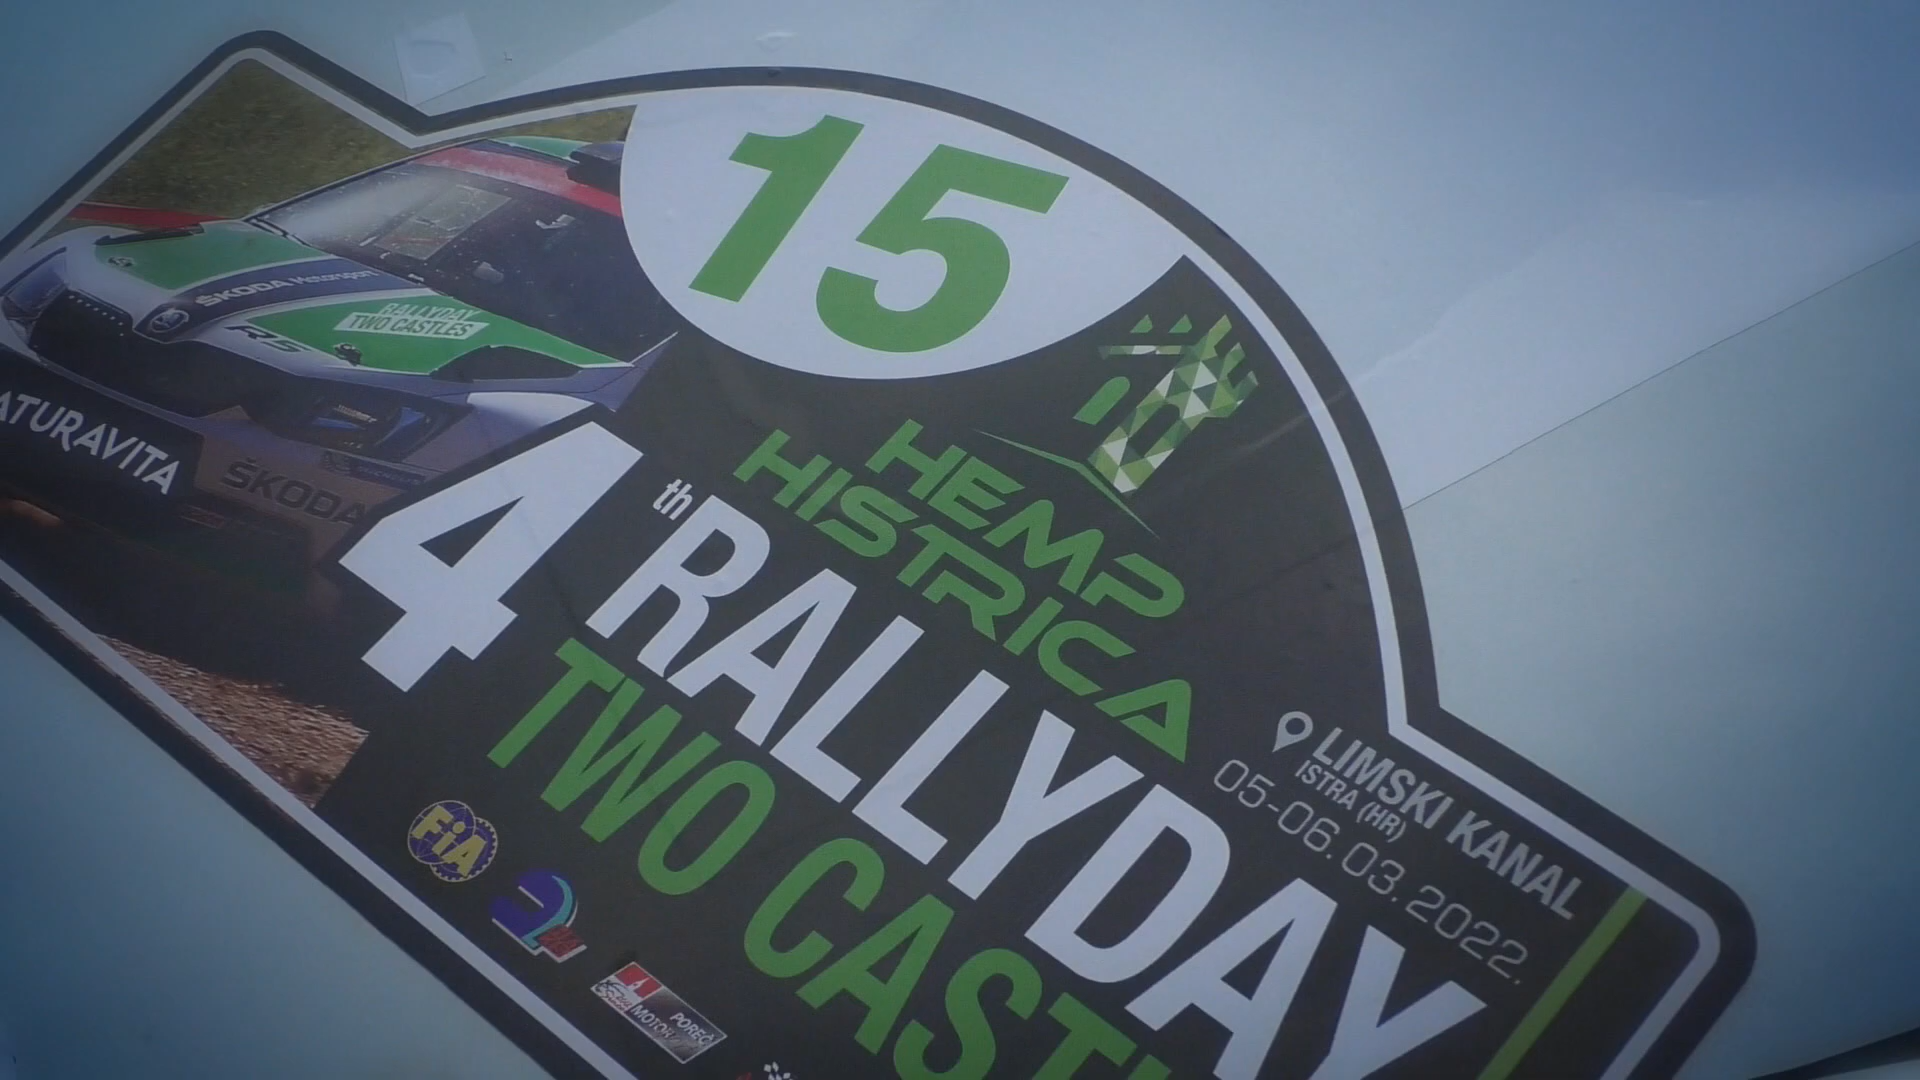 15
ŠKODA Motorsport
RALLYDAY
TWO CASTLES
R5
ATURAVITA
ŠKODA
HEMP
HISTRICA
4th RALLYDAY
TWO CAST
LIMSKI KANAL
ISTRA (HR)
05-06.03.2022.
FiA
MOTOR
POREČ